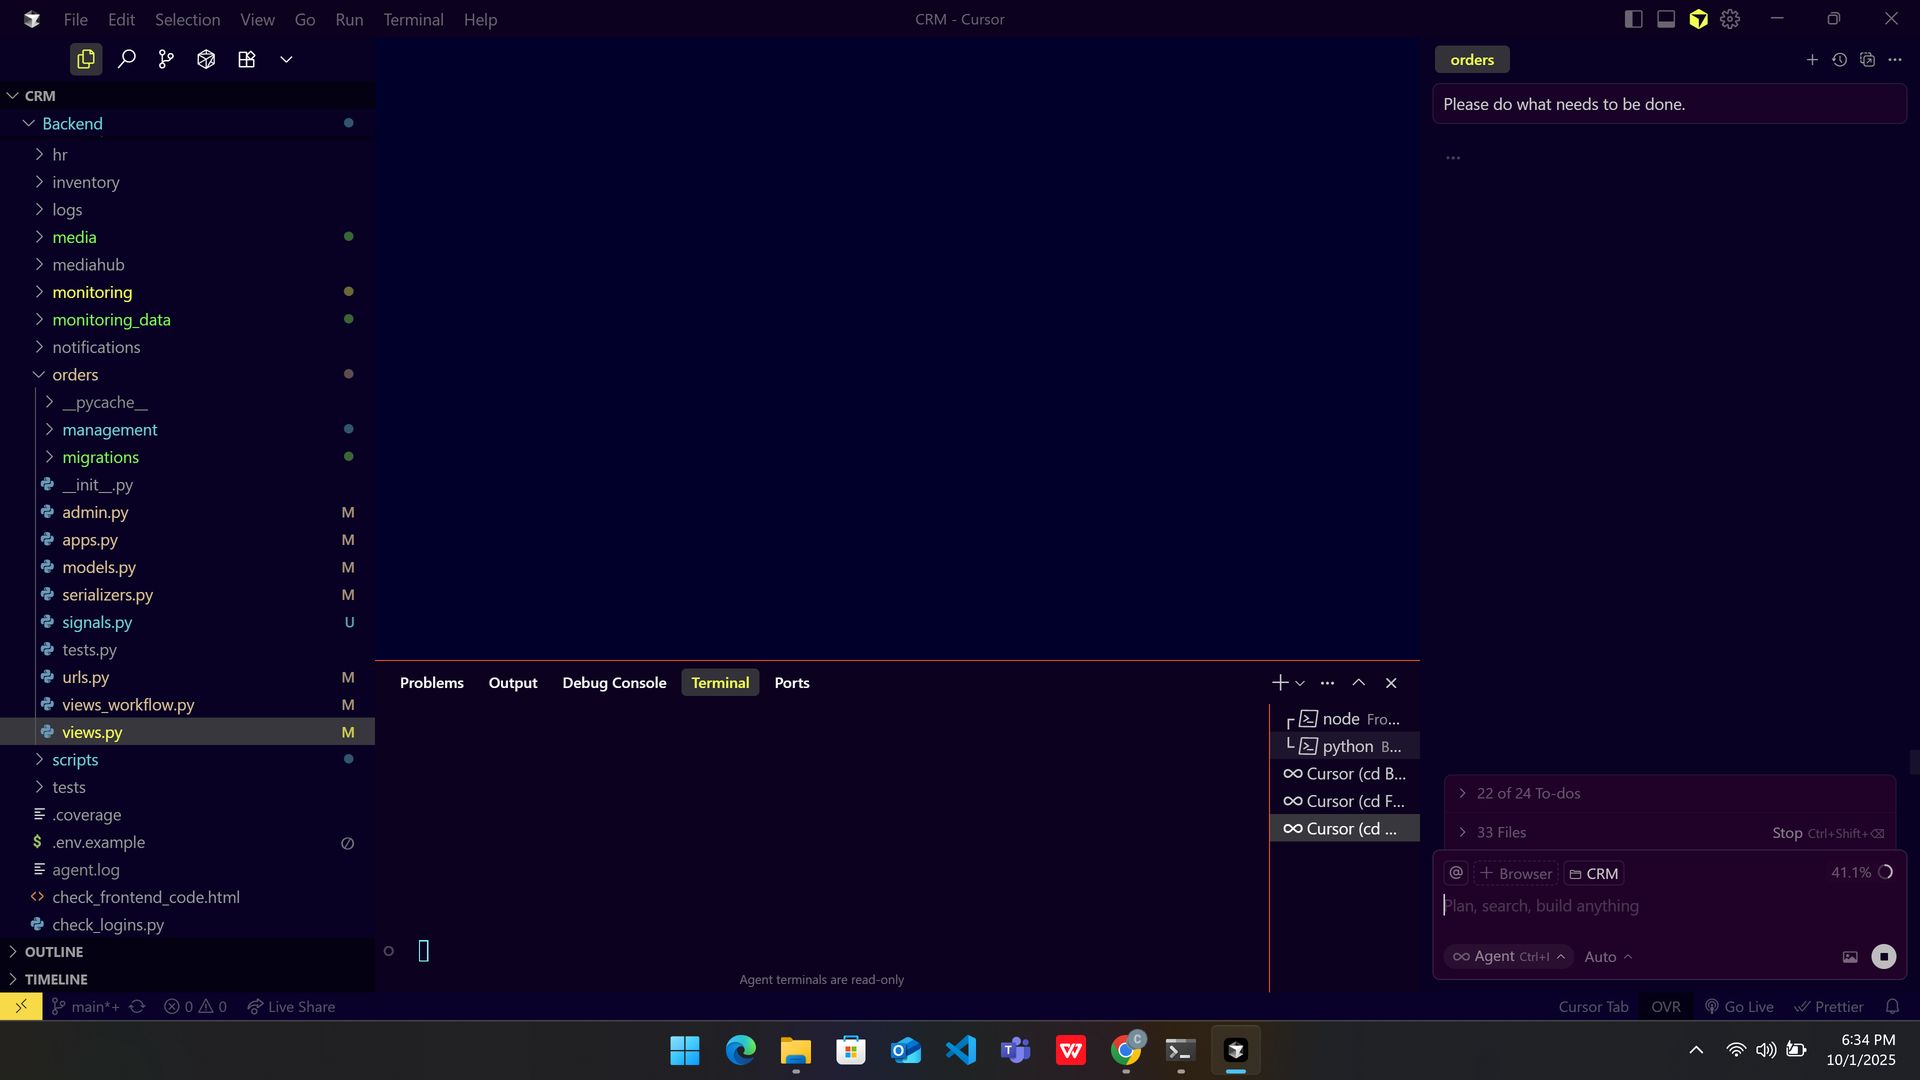 File Edit Selection View Go Run Terminal Help
CRM - Cursor
CRM
Backend
hr
inventory
logs
media
mediahub
monitoring
monitoring_data
notifications
orders
__pycache__
management
migrations
__init__.py
admin.py M
apps.py M
models.py M
serializers.py M
signals.py U
tests.py
urls.py M
views_workflow.py M
views.py M
scripts
tests
.coverage
.env.example
agent.log
check_frontend_code.html
check_logins.py
OUTLINE
TIMELINE
Problems Output Debug Console Terminal Ports
node Fro...
python B...
Cursor (cd B...
Cursor (cd F...
Cursor (cd ...
Agent terminals are read-only
orders
Please do what needs to be done.
...
22 of 24 To-dos
33 Files Stop Ctrl+Shift+⌫
@ + Browser CRM 41.1%
Plan, search, build anything
Agent Ctrl+I Auto
main*+ 0 0 Live Share
Cursor Tab OVR Go Live Prettier
6:34 PM
10/1/2025